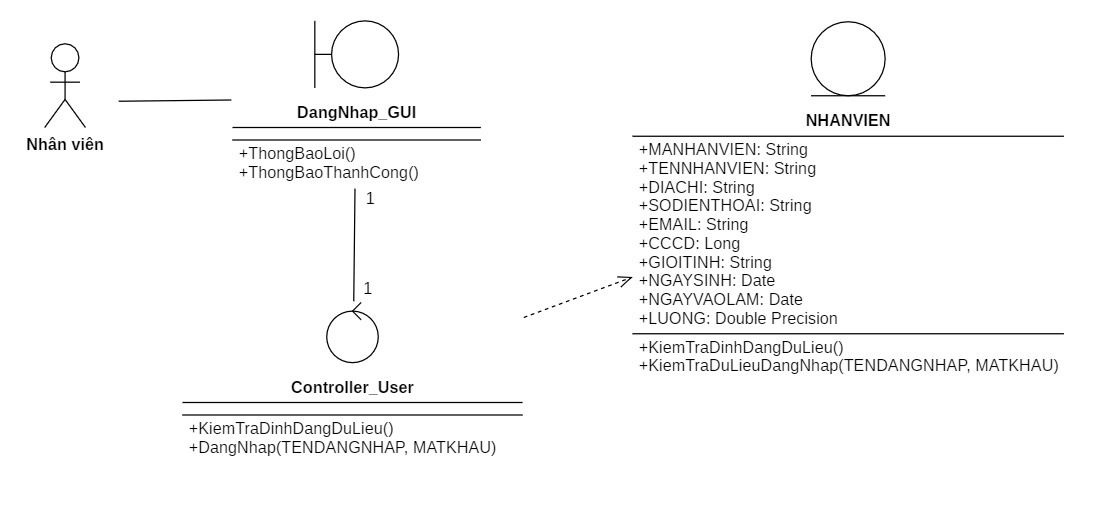 Nhân viên
DangNhap_GUI
+ThongBaoLoi()
+ThongBaoThanhCong()
1
1
Controller_User
+KiemTraDinhDangDuLieu()
+DangNhap(TENDANGNHAP, MATKHAU)
NHANVIEN
+MANHANVIEN: String
+TENNHANVIEN: String
+DIACHI: String
+SODIENTHOAI: String
+EMAIL: String
+CCCD: Long
+GIOITINH: String
+NGAYSINH: Date
+NGAYVAOLAM: Date
+LUONG: Double Precision
+KiemTraDinhDangDuLieu()
+KiemTraDuLieuDangNhap(TENDANGNHAP, MATKHAU)